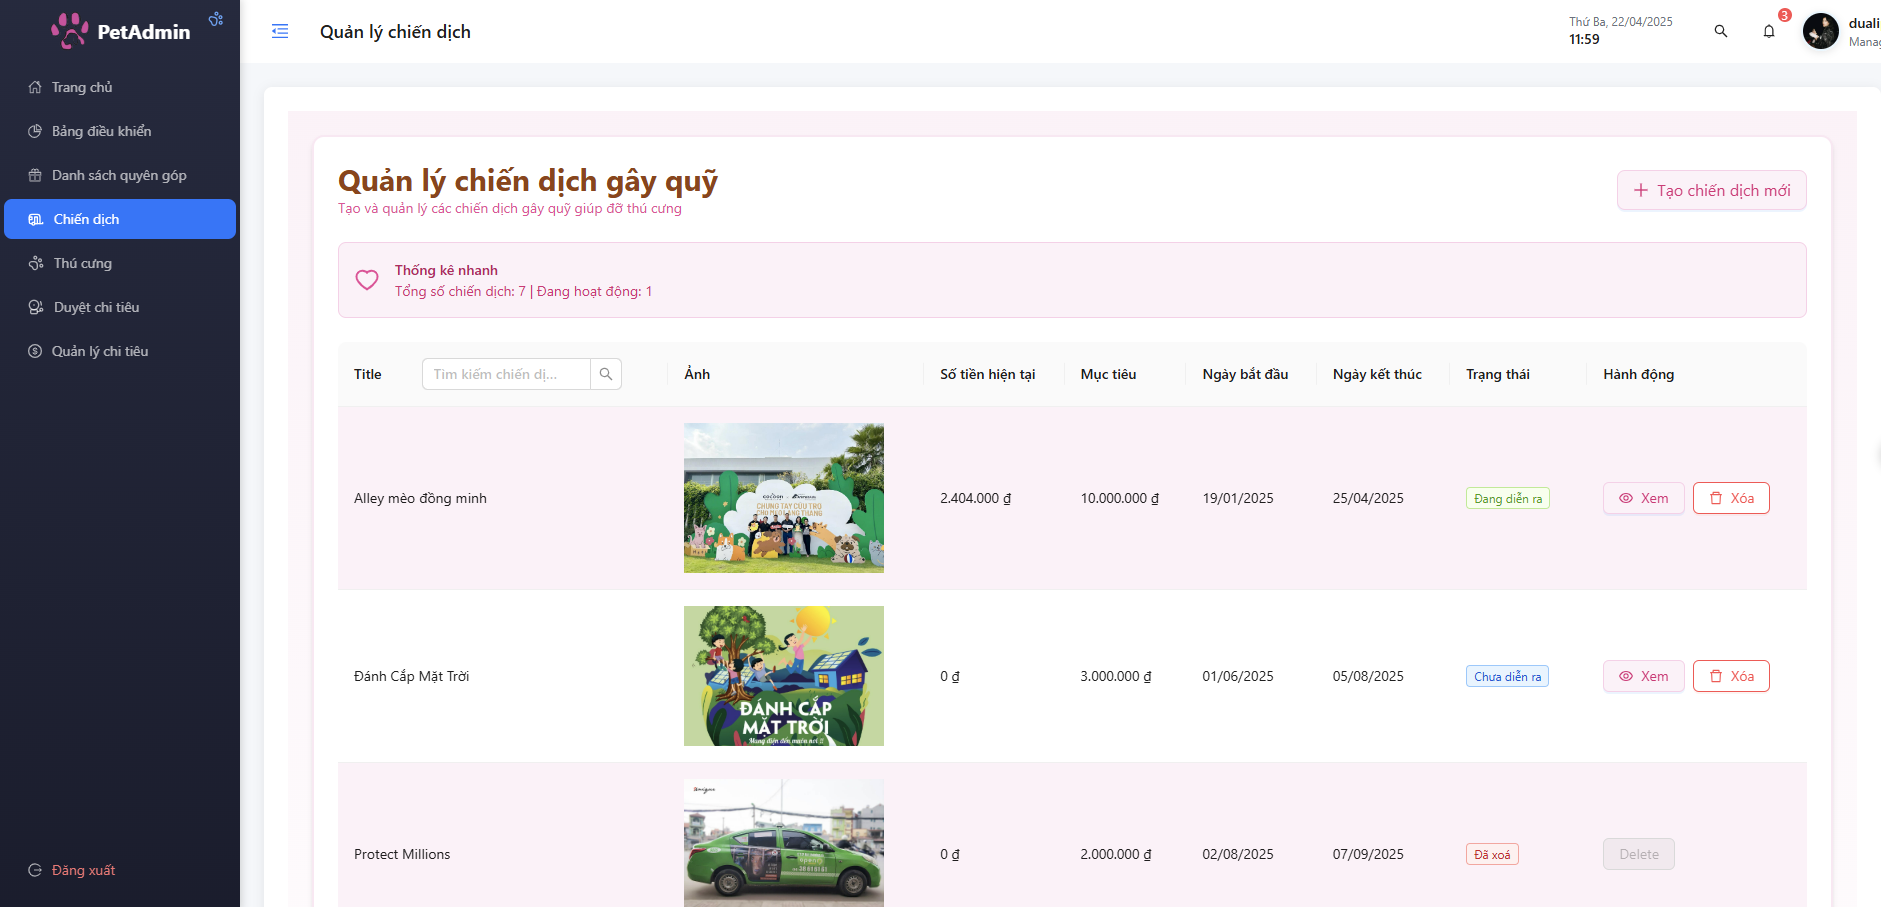 PetAdmin
Trang chủ
Bảng điều khiển
Danh sách quyên góp
Chiến dịch
Thú cưng
Duyệt chi tiêu
Quản lý chi tiêu
Đăng xuất
Quản lý chiến dịch
Thứ Ba, 22/04/2025
11:59
3
duali
Manag
Quản lý chiến dịch gây quỹ
Tạo và quản lý các chiến dịch gây quỹ giúp đỡ thú cưng
Tạo chiến dịch mới
Thống kê nhanh
Tổng số chiến dịch: 7 | Đang hoạt động: 1
Title Tìm kiếm chiến dị... Ảnh Số tiền hiện tại Mục tiêu Ngày bắt đầu Ngày kết thúc Trạng thái Hành động
cocoon
CHUNG TAY CỨU TRỢ
CHÓ MÈO LANG THANG
Alley mèo đồng minh 2.404.000 ₫ 10.000.000 ₫ 19/01/2025 25/04/2025 Đang diễn ra Xem Xóa
ĐÁNH CẮP
MẶT TRỜI
Đánh Cắp Mặt Trời 0 ₫ 3.000.000 ₫ 01/06/2025 05/08/2025 Chưa diễn ra Xem Xóa
Protect Millions 0 ₫ 2.000.000 ₫ 02/08/2025 07/09/2025 Đã xoá Delete